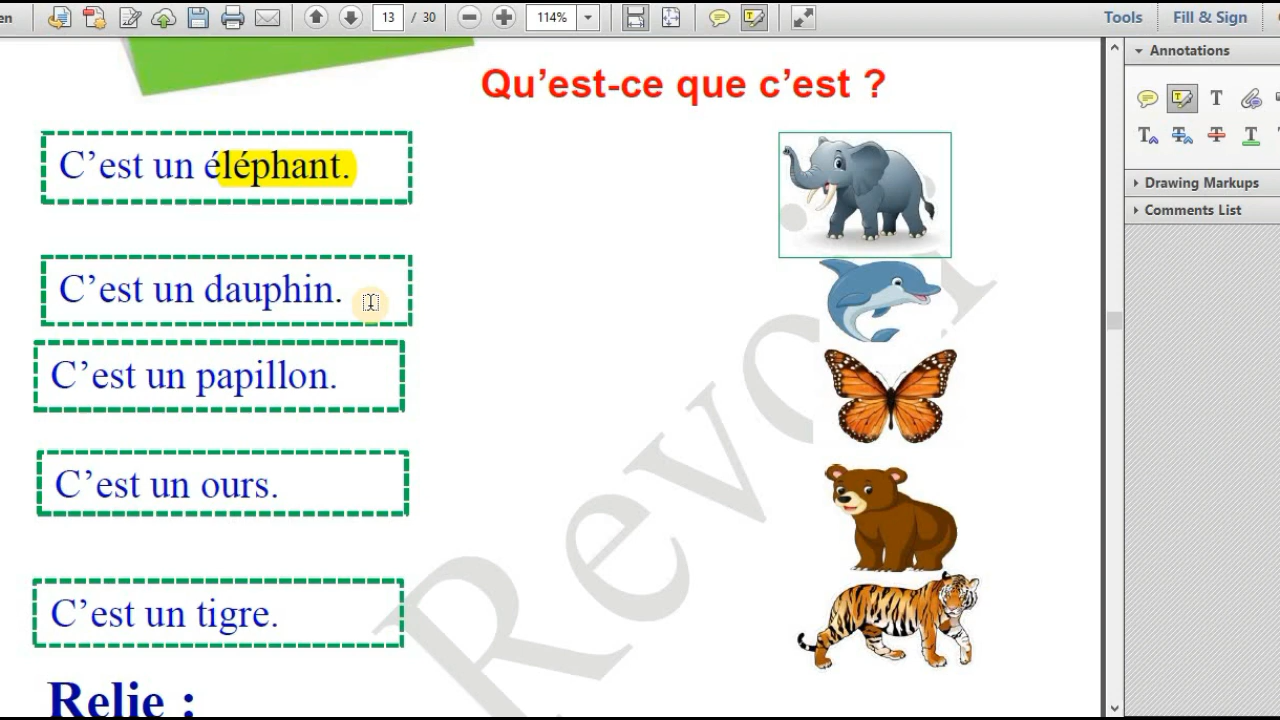 en
13 / 30
114%
Tools
Fill & Sign
Annotations
Drawing Markups
Comments List
Qu’est-ce que c’est ?
C’est un éléphant.
C’est un dauphin.
C’est un papillon.
C’est un ours.
C’est un tigre.
Relie :